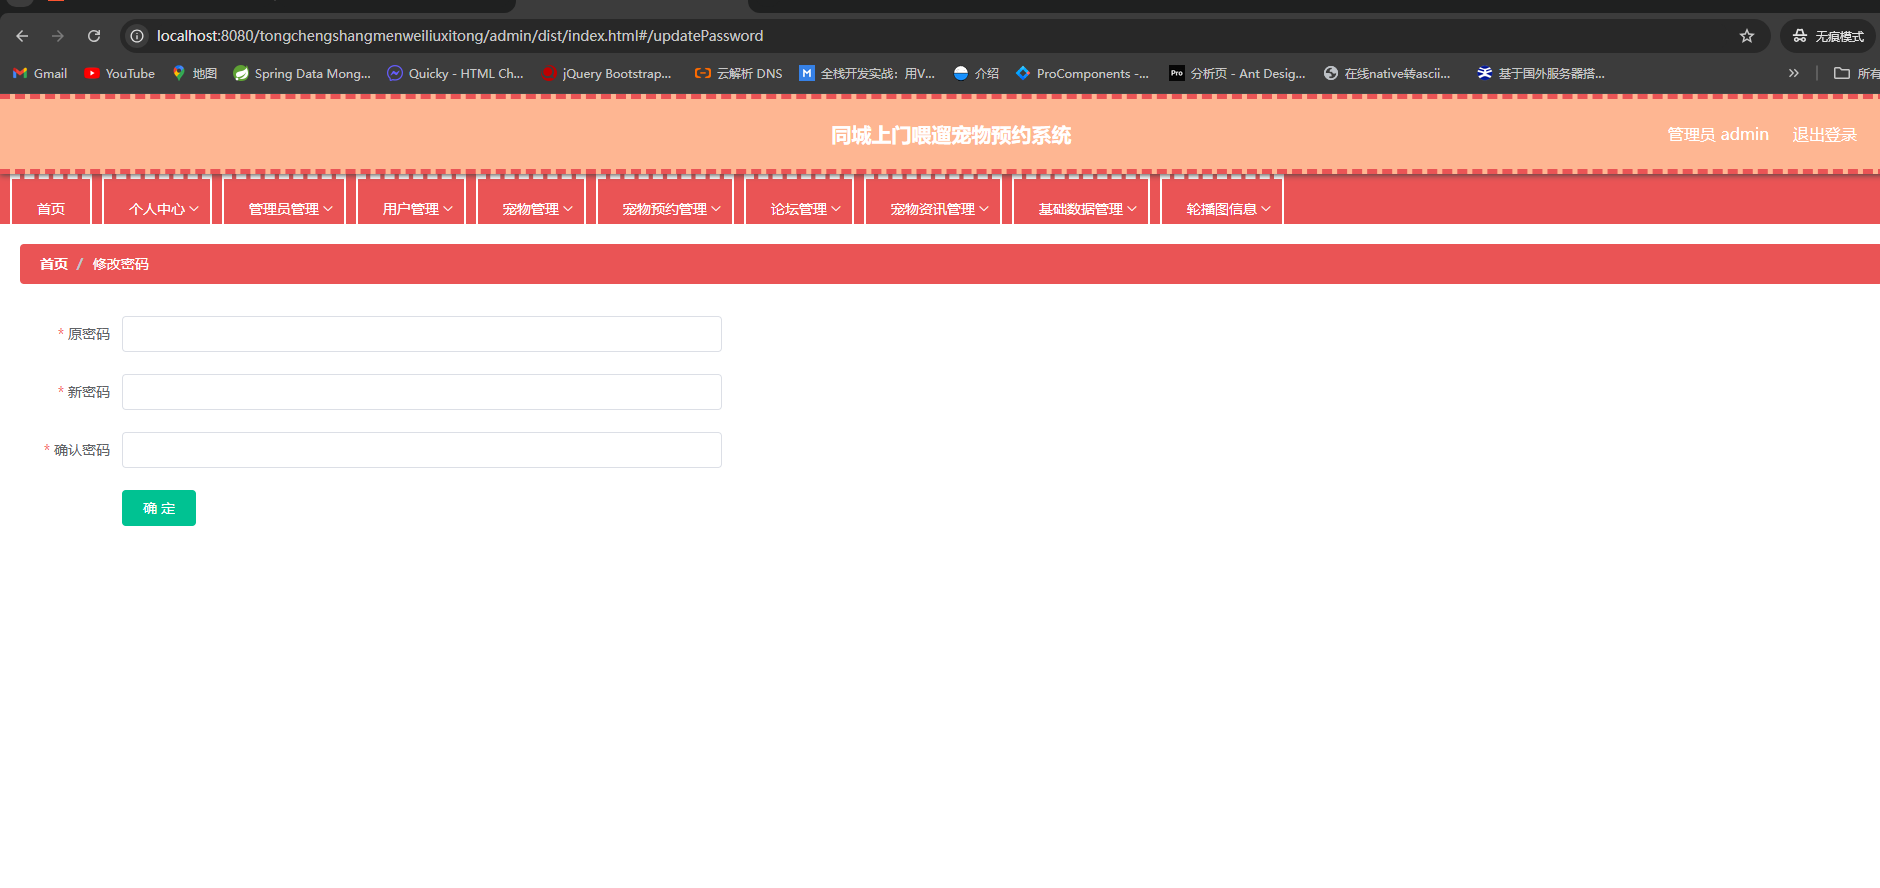 localhost:8080/tongchengshangmenweiliuxitong/admin/dist/index.html#/updatePassword 无痕模式
Gmail YouTube 地图 Spring Data Mong... Quicky - HTML Ch... jQuery Bootstrap... 云解析 DNS 全栈开发实战：用V... 介绍 ProComponents -... Pro 分析页 - Ant Desig... 在线native转ascii... 基于国外服务器搭... » 所有
同城上门喂遛宠物预约系统 管理员 admin 退出登录
首页 个人中心 管理员管理 用户管理 宠物管理 宠物预约管理 论坛管理 宠物资讯管理 基础数据管理 轮播图信息
首页 / 修改密码
* 原密码
* 新密码
* 确认密码
确 定